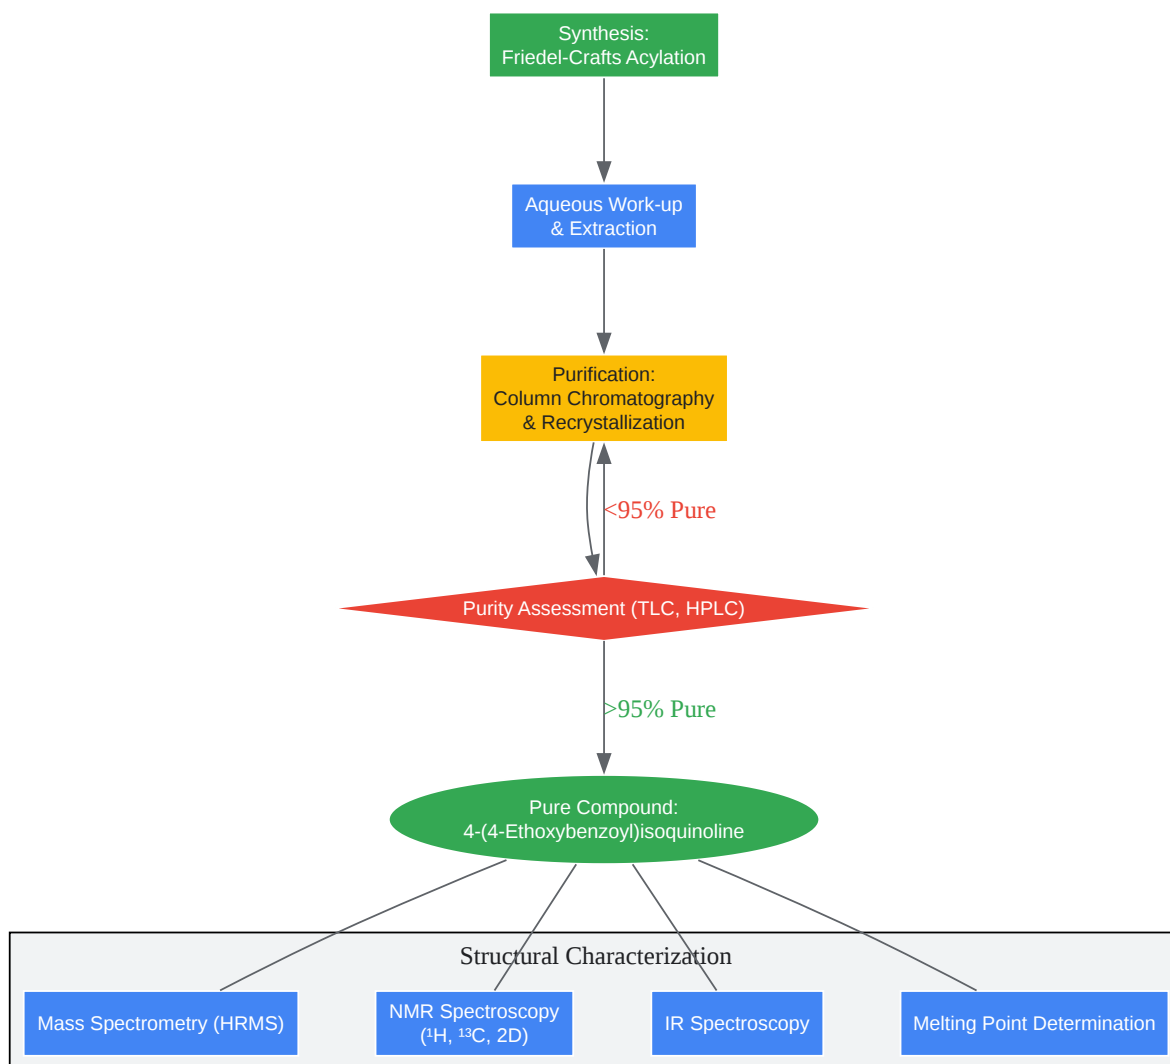 Synthesis:
Friedel-Crafts Acylation
Aqueous Work-up
& Extraction
Purification:
Column Chromatography
& Recrystallization
<95% Pure
Purity Assessment (TLC, HPLC)
>95% Pure
Pure Compound:
4-(4-Ethoxybenzoyl)isoquinoline
Structural Characterization
Mass Spectrometry (HRMS)
NMR Spectroscopy
(¹H, ¹³C, 2D)
IR Spectroscopy
Melting Point Determination